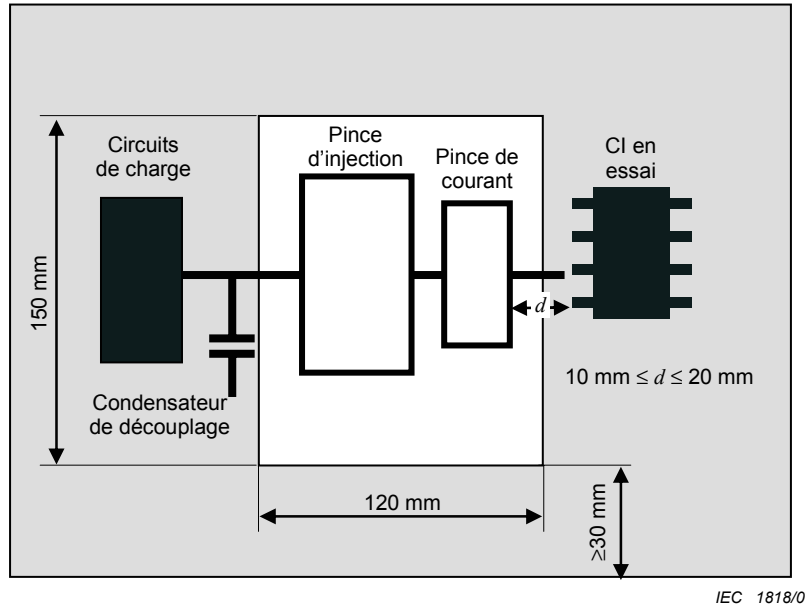 Circuits
de charge
Pince
d'injection
Pince de
courant
CI en
essai
150 mm
d
10 mm ≤ d ≤ 20 mm
Condensateur
de découplage
120 mm
≥30 mm
IEC 1818/0